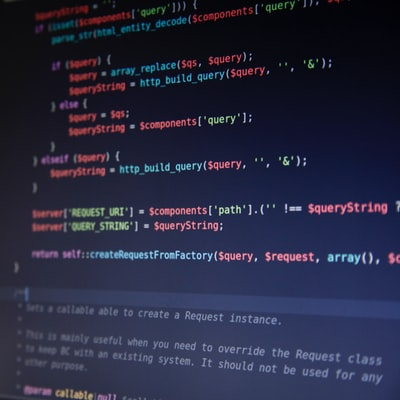 $queryString = '';
if (isset($components['query'])) {
parse_str(html_entity_decode($components['query']),
if ($query) {
$query = array_replace($qs, $query);
$queryString = http_build_query($query, '', '&');
} else {
$query = $qs;
$queryString = $components['query'];
}
} elseif ($query) {
$queryString = http_build_query($query, '', '&');
}
$server['REQUEST_URI'] = $components['path'].('' !== $queryString ?
$server['QUERY_STRING'] = $queryString;
return self::createRequestFromFactory($query, $request, array(),
}
/**
* Sets a callable able to create a Request instance.
*
* This is mainly useful when you need to override the Request class
* to keep BC with an existing system. It should not be used for any
* other purpose.
*
* @param callable|null